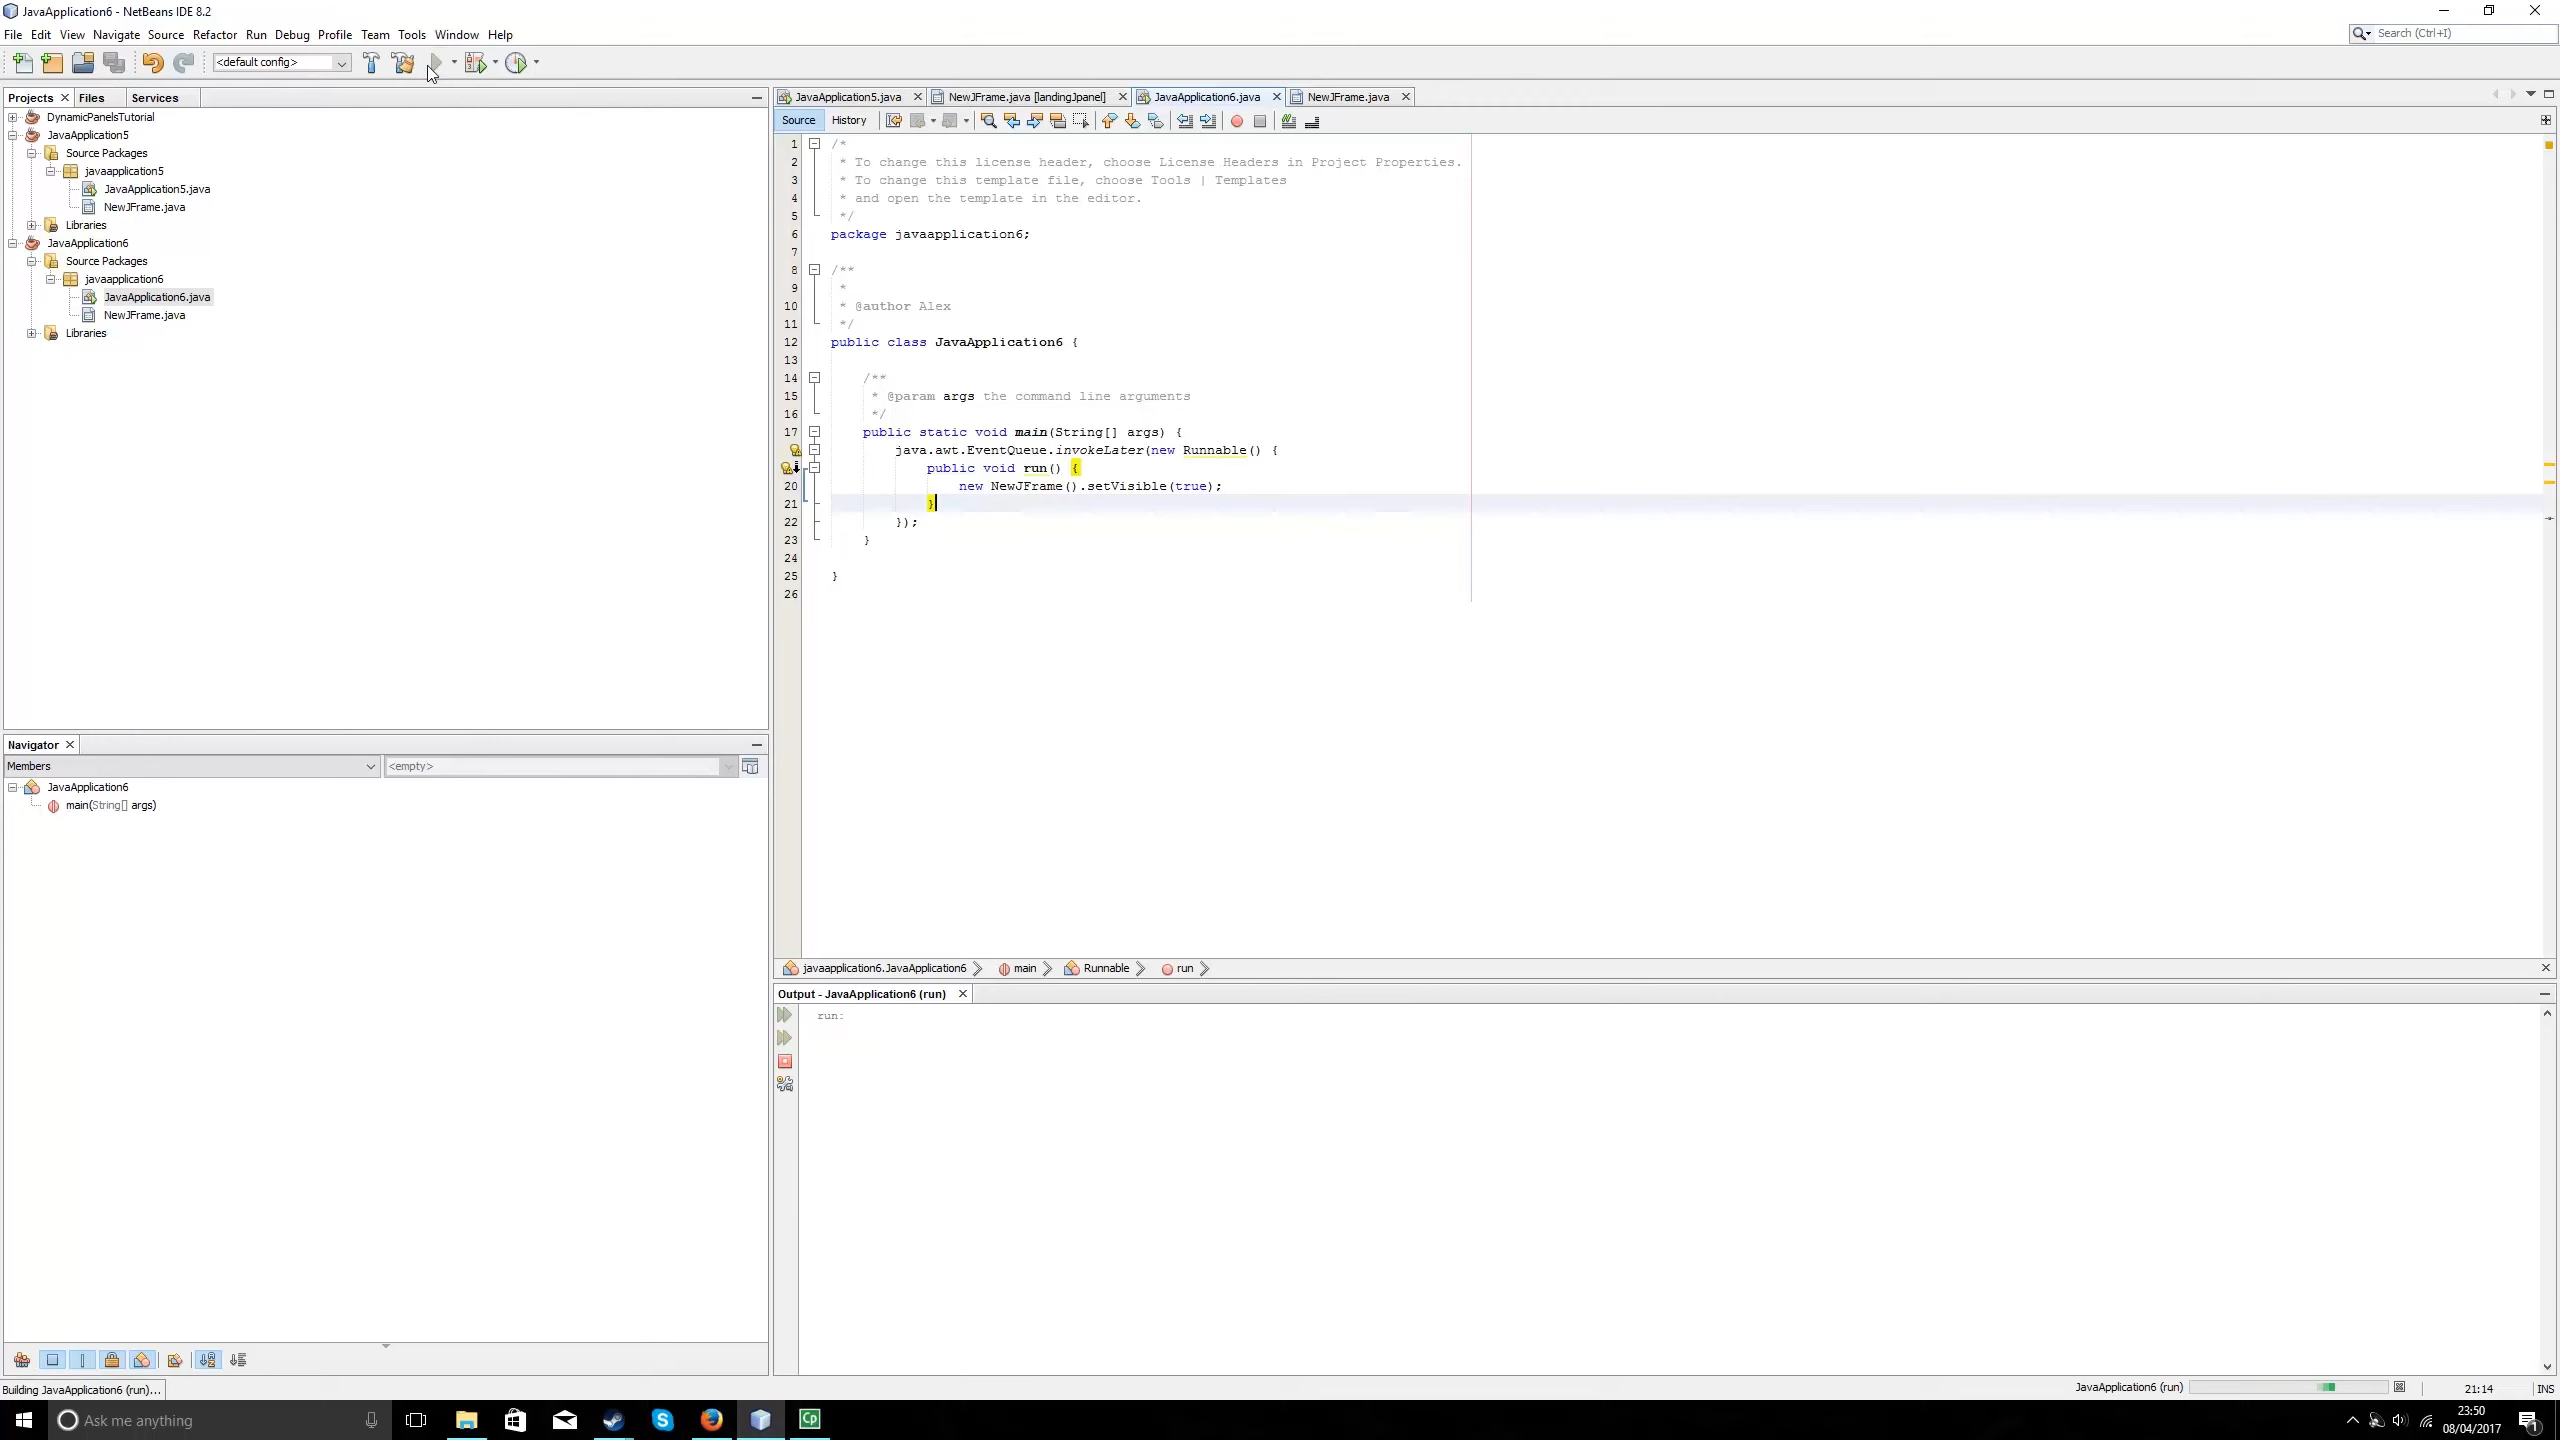 JavaApplication6 - NetBeans IDE 8.2
File Edit View Navigate Source Refactor Run Debug Profile Team Tools Window Help
Search (Ctrl+I)
<default config>
Projects Files Services
DynamicPanelsTutorial
JavaApplication5
Source Packages
javaapplication5
JavaApplication5.java
NewJFrame.java
Libraries
JavaApplication6
Source Packages
javaapplication6
JavaApplication6.java
NewJFrame.java
Libraries
Navigator
Members <empty>
JavaApplication6
main(String[] args)
JavaApplication5.java NewJFrame.java [landingJpanel] JavaApplication6.java NewJFrame.java
Source History
1 /*
2 * To change this license header, choose License Headers in Project Properties.
3 * To change this template file, choose Tools | Templates
4 * and open the template in the editor.
5 */
6 package javaapplication6;
7
8 /**
9 *
10 * @author Alex
11 */
12 public class JavaApplication6 {
13
14 /**
15 * @param args the command line arguments
16 */
17 public static void main(String[] args) {
java.awt.EventQueue.invokeLater(new Runnable() {
public void run() {
20 new NewJFrame().setVisible(true);
21 }
22 });
23 }
24
25 }
26
javaapplication6.JavaApplication6 main Runnable run
Output - JavaApplication6 (run)
run:
Building JavaApplication6 (run)...
JavaApplication6 (run) 21:14 INS
Ask me anything
Cp
23:50
08/04/2017
1